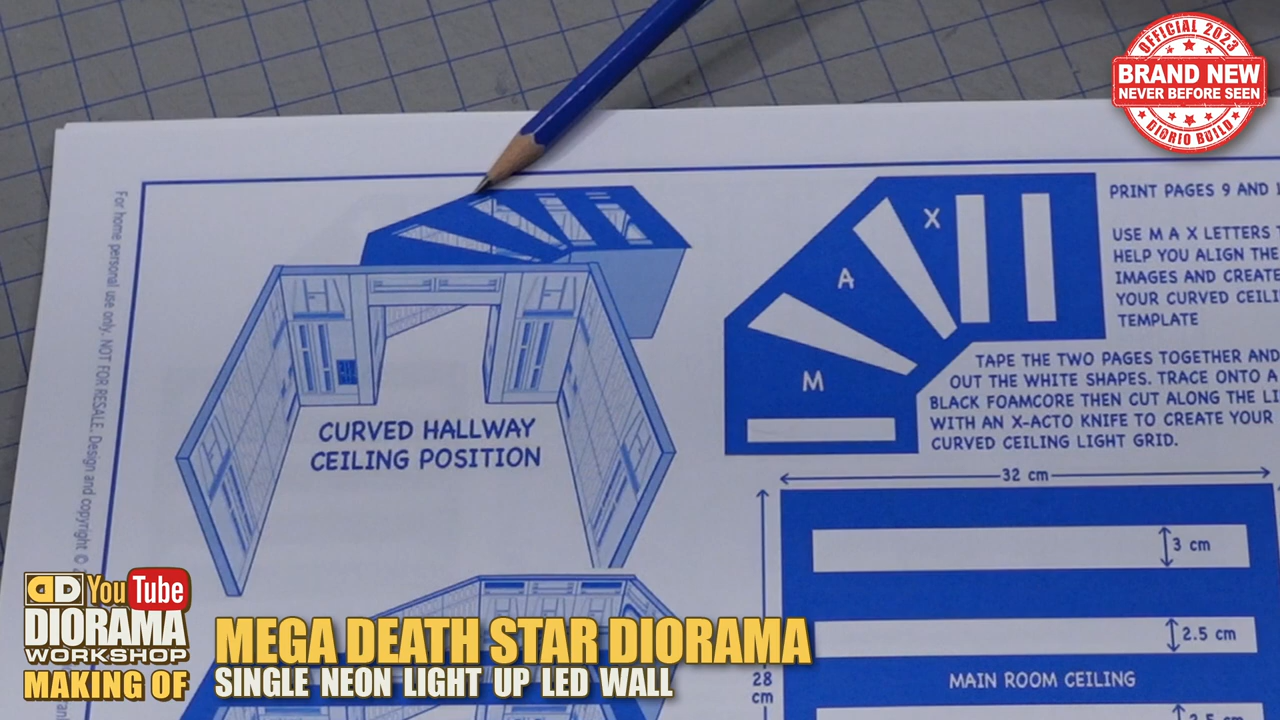 OFFICIAL 2023
BRAND NEW
NEVER BEFORE SEEN
DIGRIO BUILD
For home personal use only. NOT FOR RESALE. Design and copyright ©
CURVED HALLWAY
CEILING POSITION
X
A
M
PRINT PAGES 9 AND
USE M A X LETTERS
HELP YOU ALIGN THE
IMAGES AND CREATE
YOUR CURVED CEILI
TEMPLATE
TAPE THE TWO PAGES TOGETHER AND
OUT THE WHITE SHAPES. TRACE ONTO A
BLACK FOAMCORE THEN CUT ALONG THE LI
WITH AN X-ACTO KNIFE TO CREATE YOUR
CURVED CEILING LIGHT GRID.
32 cm
3 cm
2.5 cm
28
cm
MAIN ROOM CEILING
DD YouTube
DIORAMA
WORKSHOP
MAKING OF
MEGA DEATH STAR DIORAMA
SINGLE NEON LIGHT UP LED WALL